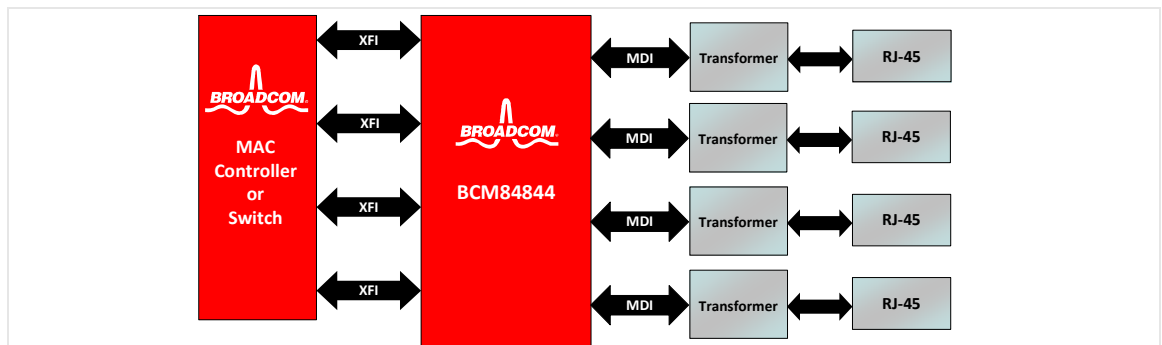 BROADCOM®
MAC
Controller
or
Switch
XFI
XFI
XFI
XFI
BROADCOM®
BCM84844
MDI
Transformer
RJ-45
MDI
Transformer
RJ-45
MDI
Transformer
RJ-45
MDI
Transformer
RJ-45